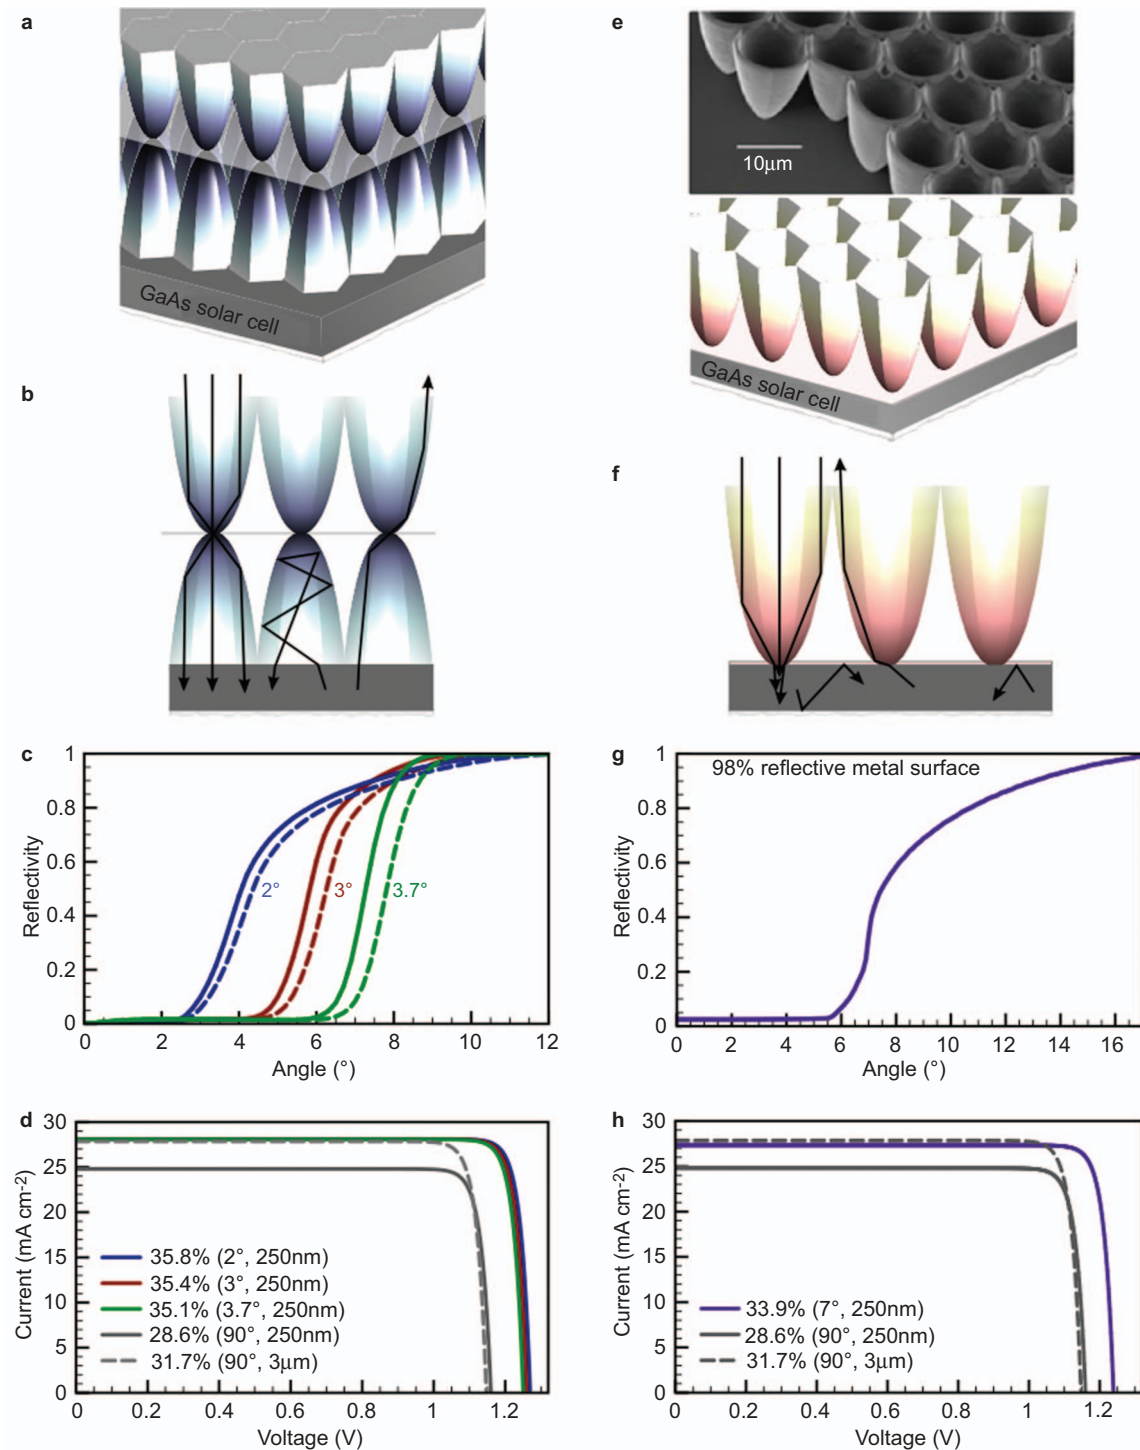 a
GaAs solar cell
b
c
1
0.8
0.6
0.4
0.2
0
Reflectivity
2°
3°
3.7°
0 2 4 6 8 10 12
Angle (°)
d
30
25
20
15
10
5
0
Current (mA cm-2)
35.8% (2°, 250nm)
35.4% (3°, 250nm)
35.1% (3.7°, 250nm)
28.6% (90°, 250nm)
31.7% (90°, 3μm)
0 0.2 0.4 0.6 0.8 1 1.2
Voltage (V)
e
10μm
GaAs solar cell
f
g
98% reflective metal surface
1
0.8
0.6
0.4
0.2
0
Reflectivity
0 2 4 6 8 10 12 14 16
Angle (°)
h
30
25
20
15
10
5
0
Current (mA cm-2)
33.9% (7°, 250nm)
28.6% (90°, 250nm)
31.7% (90°, 3μm)
0 0.2 0.4 0.6 0.8 1 1.2
Voltage (V)